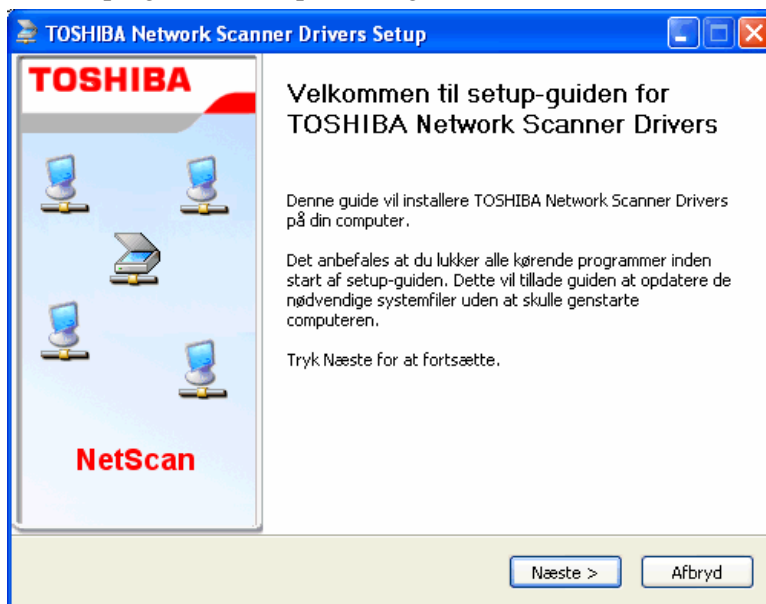 TOSHIBA Network Scanner Drivers Setup
TOSHIBA
NetScan
Velkommen til setup-guiden for
TOSHIBA Network Scanner Drivers
Denne guide vil installere TOSHIBA Network Scanner Drivers
på din computer.
Det anbefales at du lukker alle kørende programmer inden
start af setup-guiden. Dette vil tillade guiden at opdatere de
nødvendige systemfiler uden at skulle genstarte
computeren.
Tryk Næste for at fortsætte.
Næste >
Afbryd